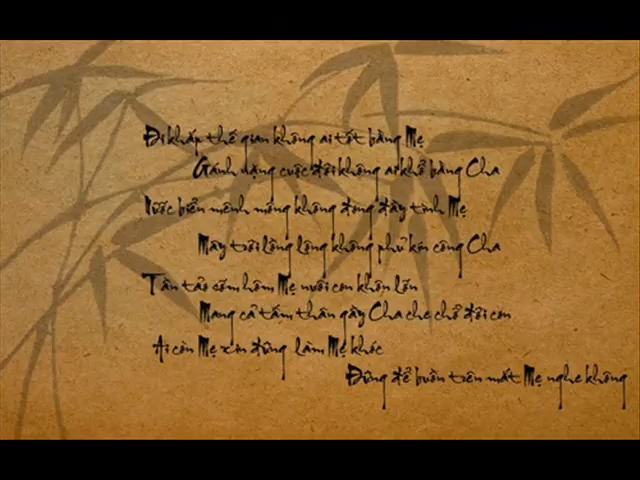 Đi khắp thế gian không ai tốt bằng Mẹ
Gánh nặng cuộc đời không ai khổ bằng Cha
Nước biển mênh mông không đong đầy tình Mẹ
Mây trời lồng lộng không phủ kín công Cha
Tần tảo sớm hôm Mẹ nuôi con khôn lớn
Mang cả tấm thân gầy Cha che chở đời con
Ai còn Mẹ xin đừng làm Mẹ khóc
Đừng để buồn trên mắt Mẹ nghe không